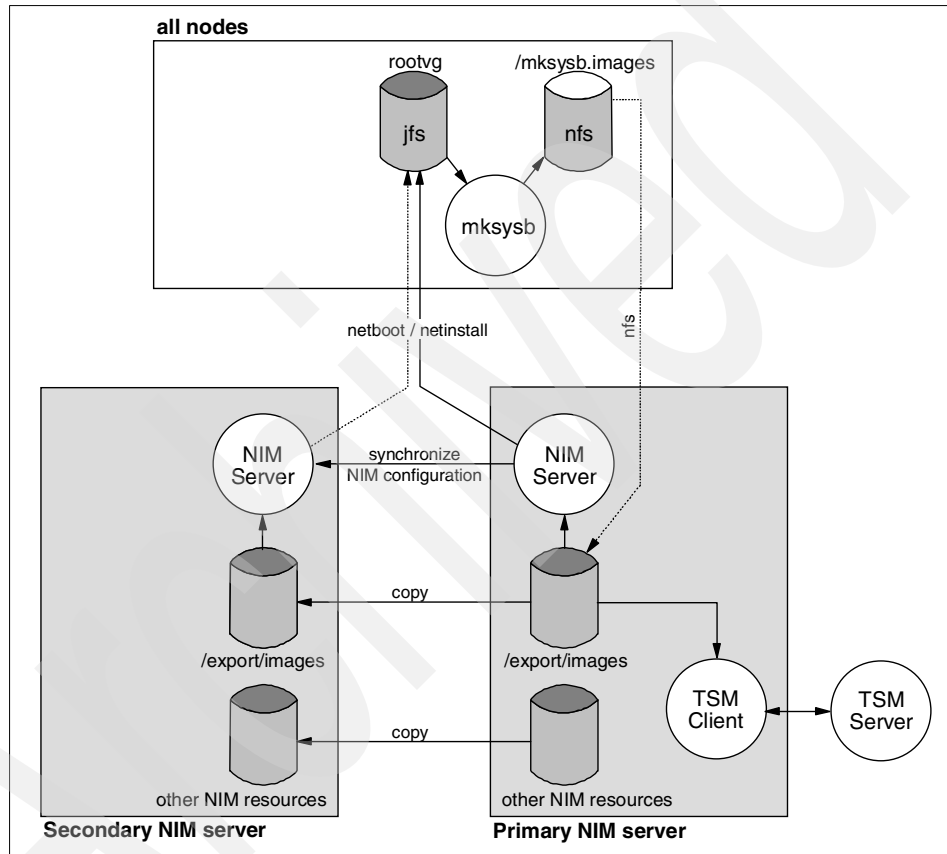 all nodes
rootvg
/mksysb.images
jfs
nfs
mksysb
netboot / netinstall
nfs
NIM
Server
synchronize
NIM configuration
NIM
Server
copy
/export/images
/export/images
TSM
Client
TSM
Server
copy
other NIM resources
other NIM resources
Secondary NIM server
Primary NIM server